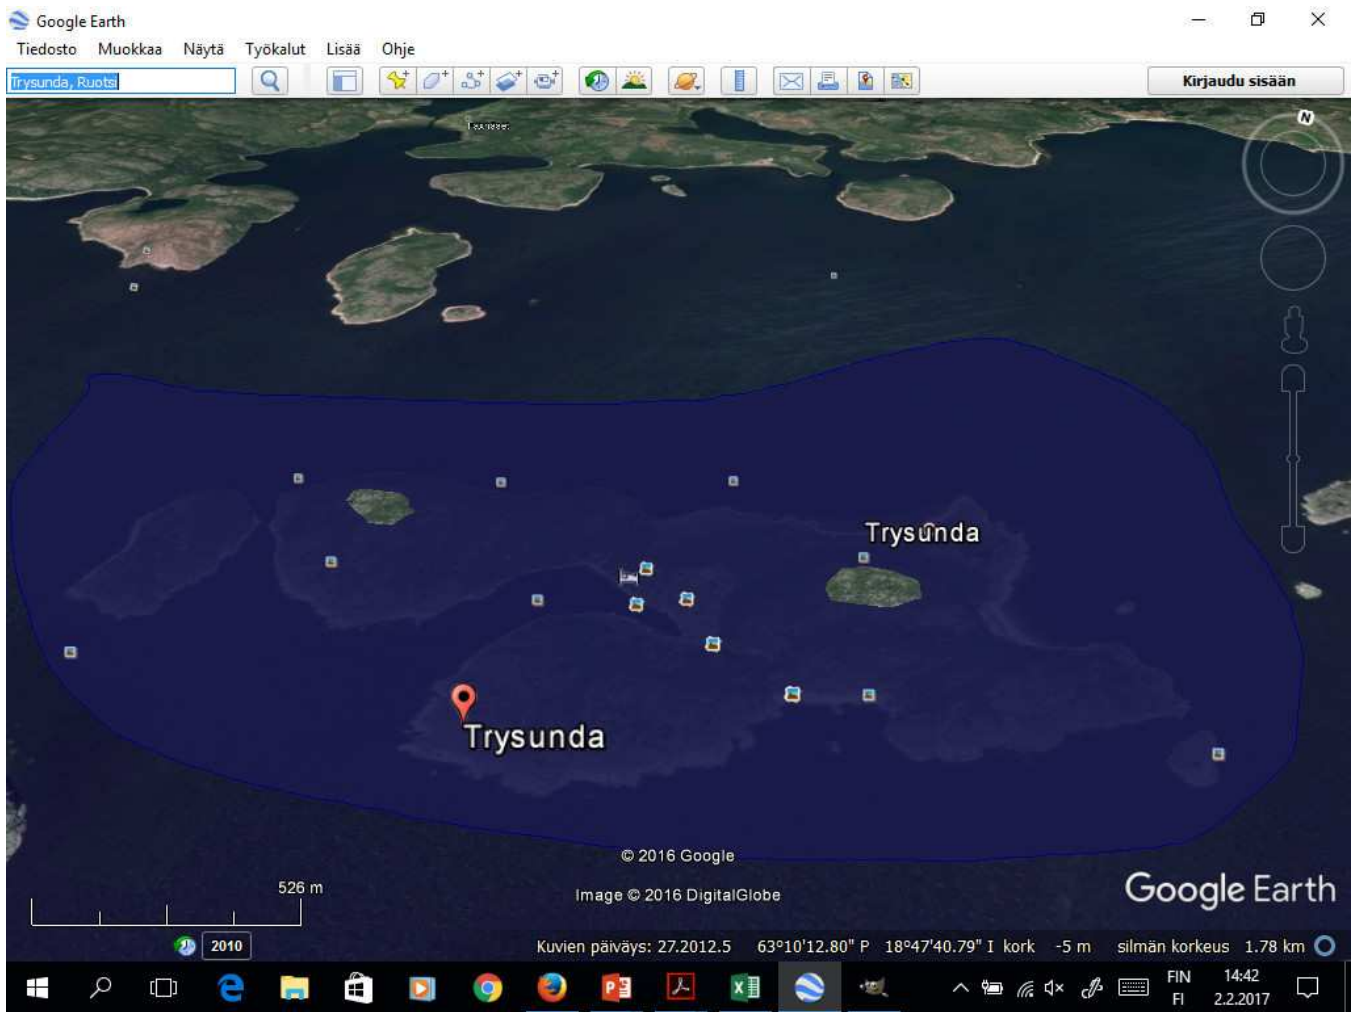 Google Earth
Tiedosto Muokkaa Näytä Työkalut Lisää Ohje
Trysunda, Ruotsi
Kirjaudu sisään
N
Trysunda
Trysunda
© 2016 Google
526 m
Image © 2016 DigitalGlobe
Google Earth
2010
Kuvien päiväys: 27.2012.5 63°10'12.80" P 18°47'40.79" I kork -5 m silmän korkeus 1.78 km
FIN 14:42
FI 2.2.2017